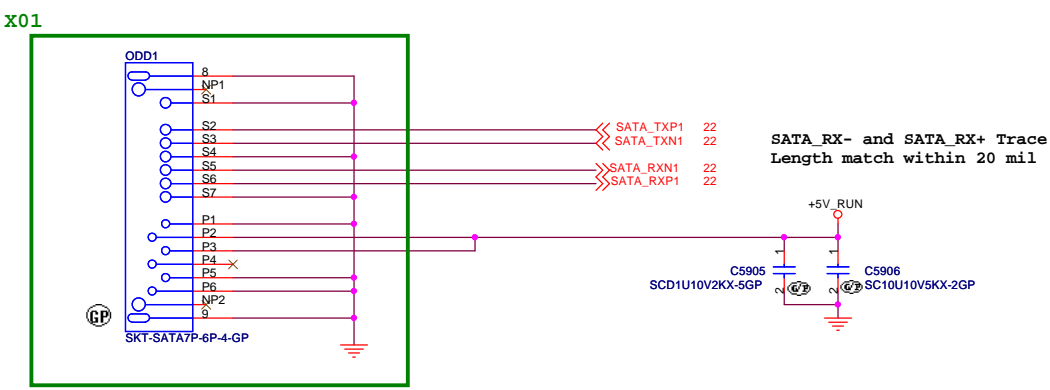 X01
ODD1
8
NP1
S1
S2
S3
S4
S5
S6
S7
P1
P2
P3
P4
P5
P6
NP2
9
SKT-SATA7P-6P-4-GP
GP
SATA_TXP1 22
SATA_TXN1 22
SATA_RXN1 22
SATA_RXP1 22
SATA_RX- and SATA_RX+ Trace
Length match within 20 mil
+5V_RUN
1
C5905
SCD1U10V2KX-5GP
2
G/P
1
C5906
SC10U10V5KX-2GP
2
G/P